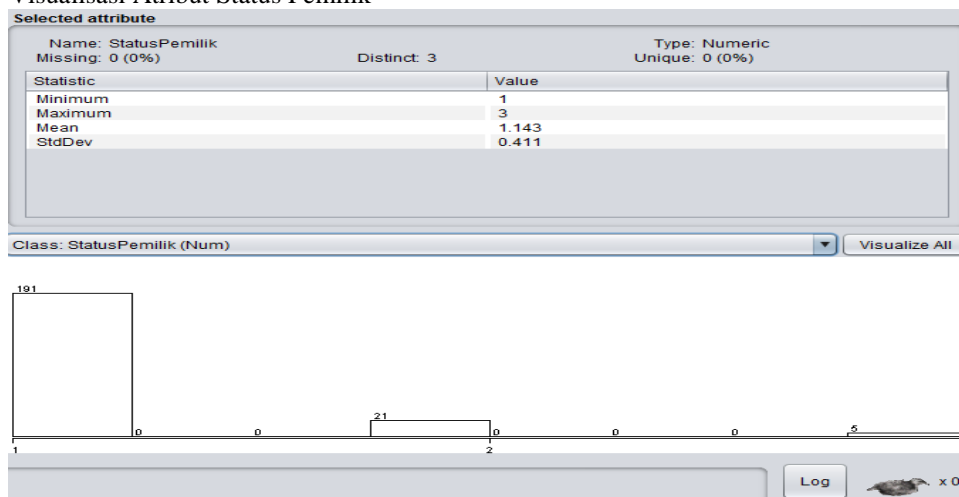 Visualisasi Atribut Status Pemilik
Selected attribute
Name: StatusPemilik Type: Numeric
Missing: 0 (0%) Distinct: 3 Unique: 0 (0%)
Statistic Value
Minimum 1
Maximum 3
Mean 1.143
StdDev 0.411
Class: StatusPemilik (Num) Visualize All
191
21
5
0 0 0 0 0
1 2
Log x 0